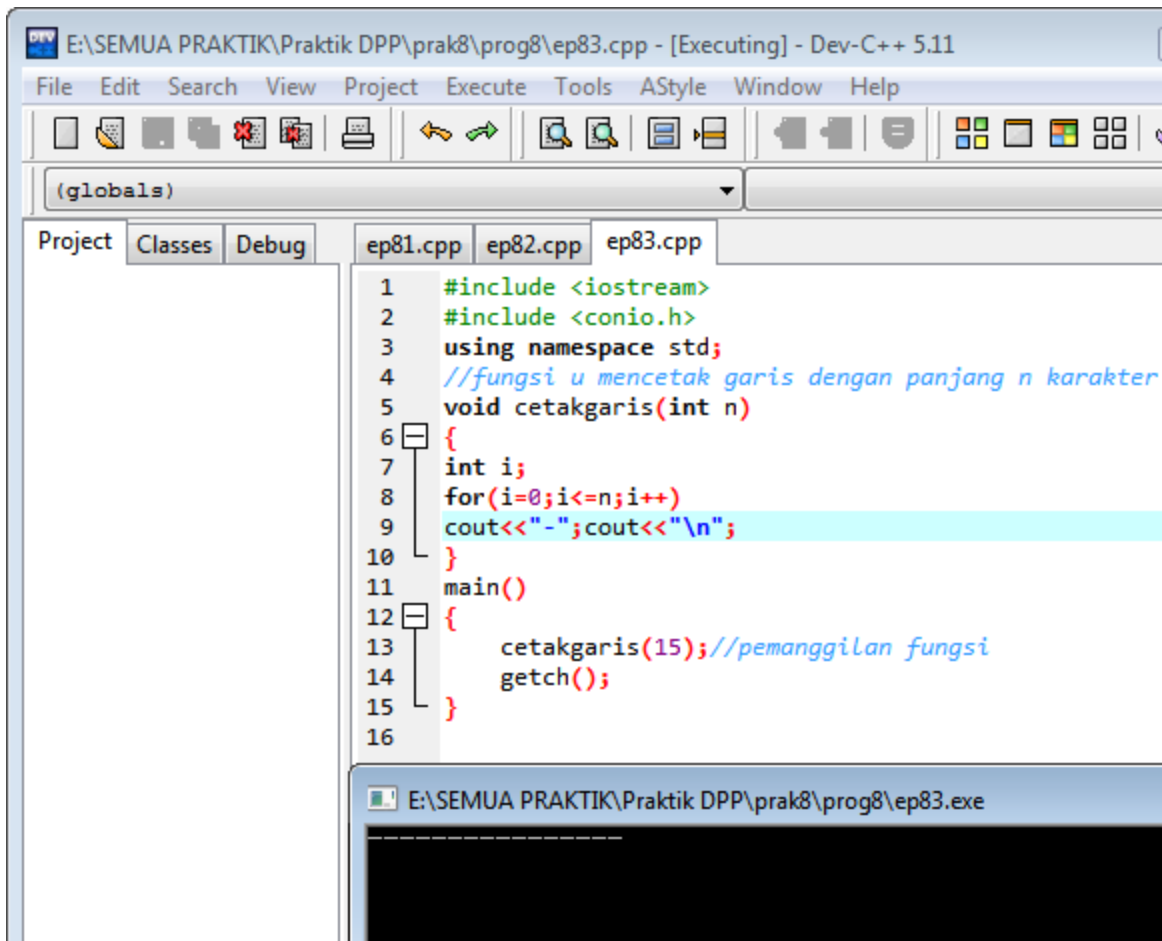 DEV
E:\SEMUA PRAKTIK\Praktik DPP\prak8\prog8\ep83.cpp - [Executing] - Dev-C++ 5.11
File Edit Search View Project Execute Tools AStyle Window Help
(globals)
Project Classes Debug
ep81.cpp ep82.cpp ep83.cpp
1 #include <iostream>
2 #include <conio.h>
3 using namespace std;
4 //fungsi u mencetak garis dengan panjang n karakter
5 void cetakgaris(int n)
6 {
7 int i;
8 for(i=0;i<=n;i++)
9 cout<<"-";cout<<"\n";
10 }
11 main()
12 {
13 cetakgaris(15);//pemanggilan fungsi
14 getch();
15 }
16
E:\SEMUA PRAKTIK\Praktik DPP\prak8\prog8\ep83.exe
----------------